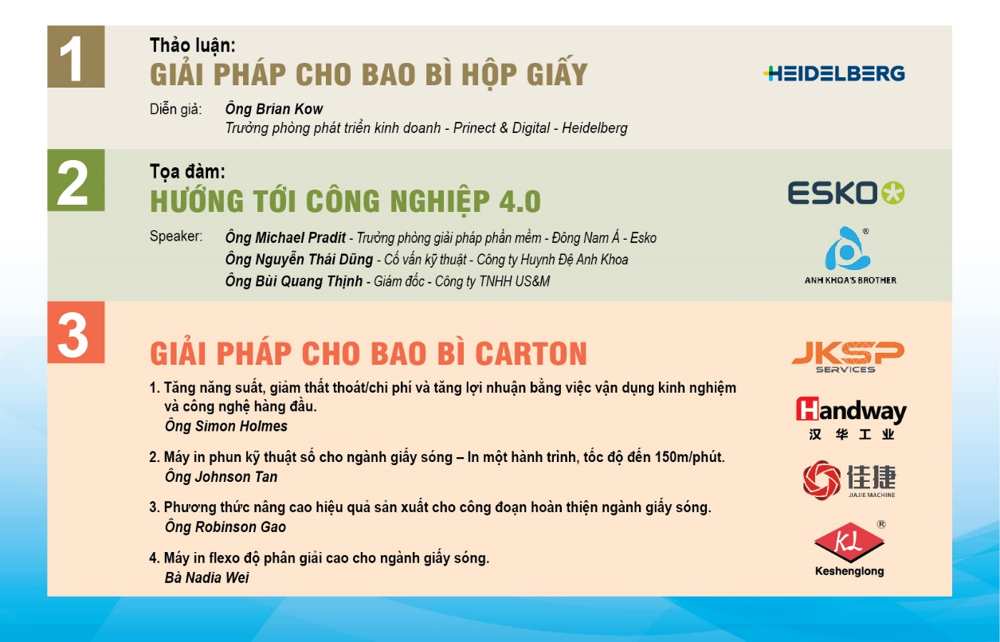 1
Thảo luận:
GIẢI PHÁP CHO BAO BÌ HỘP GIẤY
HEIDELBERG
Diễn giả: Ông Brian Kow
Trưởng phòng phát triển kinh doanh - Prinect & Digital - Heidelberg
2
Tọa đàm:
HƯỚNG TỚI CÔNG NGHIỆP 4.0
ESKO
Speaker: Ông Michael Pradit - Trưởng phòng giải pháp phần mềm - Đông Nam Á - Esko
Ông Nguyễn Thái Dũng - Cố vấn kỹ thuật - Công ty Huynh Đệ Anh Khoa
Ông Bùi Quang Thịnh - Giám đốc - Công ty TNHH US&M
®
ANH KHOA'S BROTHER
3
GIẢI PHÁP CHO BAO BÌ CARTON
1. Tăng năng suất, giảm thất thoát/chi phí và tăng lợi nhuận bằng việc vận dụng kinh nghiệm
và công nghệ hàng đầu.
Ông Simon Holmes
2. Máy in phun kỹ thuật số cho ngành giấy sóng – In một hành trình, tốc độ đến 150m/phút.
Ông Johnson Tan
3. Phương thức nâng cao hiệu quả sản xuất cho công đoạn hoàn thiện ngành giấy sóng.
Ông Robinson Gao
4. Máy in flexo độ phân giải cao cho ngành giấy sóng.
Bà Nadia Wei
JKSP
SERVICES
Handway
汉华工业
佳捷
JIAJIE MACHINE
KL ®
Keshenglong